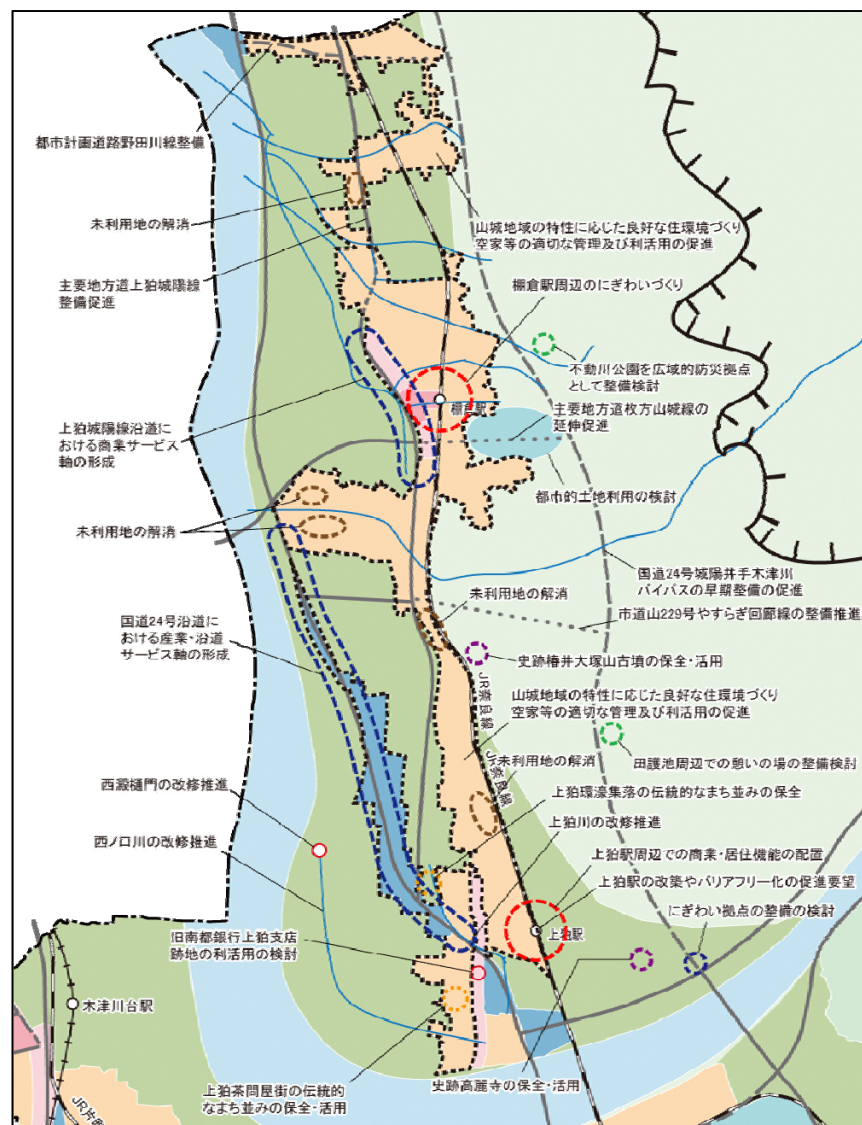 都市計画道路野田川線整備
未利用地の解消
主要地方道上狛城陽線
整備促進
山城地域の特性に応じた良好な住環境づくり
空家等の適切な管理及び利活用の促進
棚倉駅周辺のにぎわいづくり
不動川公園を広域的防災拠点
として整備検討
棚倉駅
主要地方道枚方山城線の
延伸促進
上狛城陽線沿道に
おける商業サービス
軸の形成
都市的土地利用の検討
未利用地の解消
国道24号城陽井手木津川
バイパスの早期整備の促進
未利用地の解消
市道山229号やすらぎ回廊線の整備推進
国道24号沿道に
おける産業・沿道
サービス軸の形成
史跡椿井大塚山古墳の保全・活用
JR奈良線
山城地域の特性に応じた良好な住環境づくり
空家等の適切な管理及び利活用の促進
JR奈良線
未利用地の解消
田護池周辺での憩いの場の整備検討
西澱樋門の改修推進
上狛環濠集落の伝統的なまち並みの保全
上狛川の改修推進
西ノ口川の改修推進
上狛駅周辺での商業・居住機能の配置
上狛駅の改築やバリアフリー化の促進要望
にぎわい拠点の整備の検討
上狛駅
旧南都銀行上狛支店
跡地の利活用の検討
木津川台駅
上狛茶問屋街の伝統的
なまち並みの保全・活用
史跡高麗寺の保全・活用
JR片